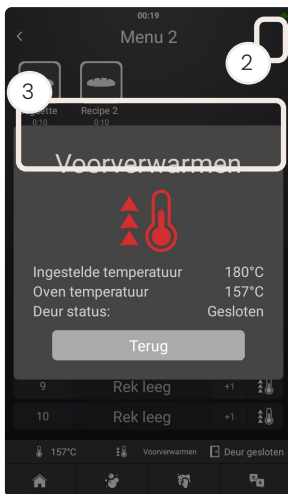 00:19
Menu 2
2
3
Recipe 2
0:10
0:10
Voorverwarmen
Ingestelde temperatuur 180°C
Oven temperatuur 157°C
Deur status: Gesloten
Terug
9 Rek leeg +1
10 Rek leeg +1
157°C Voorverwarmen Deur gesloten